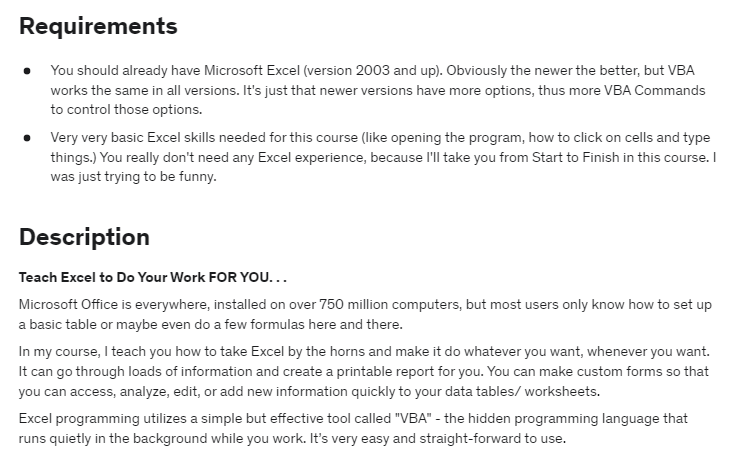 Requirements
You should already have Microsoft Excel (version 2003 and up). Obviously the newer the better, but VBA
works the same in all versions. It's just that newer versions have more options, thus more VBA Commands
to control those options.
Very very basic Excel skills needed for this course (like opening the program, how to click on cells and type
things.) You really don't need any Excel experience, because I'll take you from Start to Finish in this course. I
was just trying to be funny.
Description
Teach Excel to Do Your Work FOR YOU. . .
Microsoft Office is everywhere, installed on over 750 million computers, but most users only know how to set up
a basic table or maybe even do a few formulas here and there.
In my course, I teach you how to take Excel by the horns and make it do whatever you want, whenever you want.
It can go through loads of information and create a printable report for you. You can make custom forms so that
you can access, analyze, edit, or add new information quickly to your data tables/ worksheets.
Excel programming utilizes a simple but effective tool called "VBA" - the hidden programming language that
runs quietly in the background while you work. It's very easy and straight-forward to use.